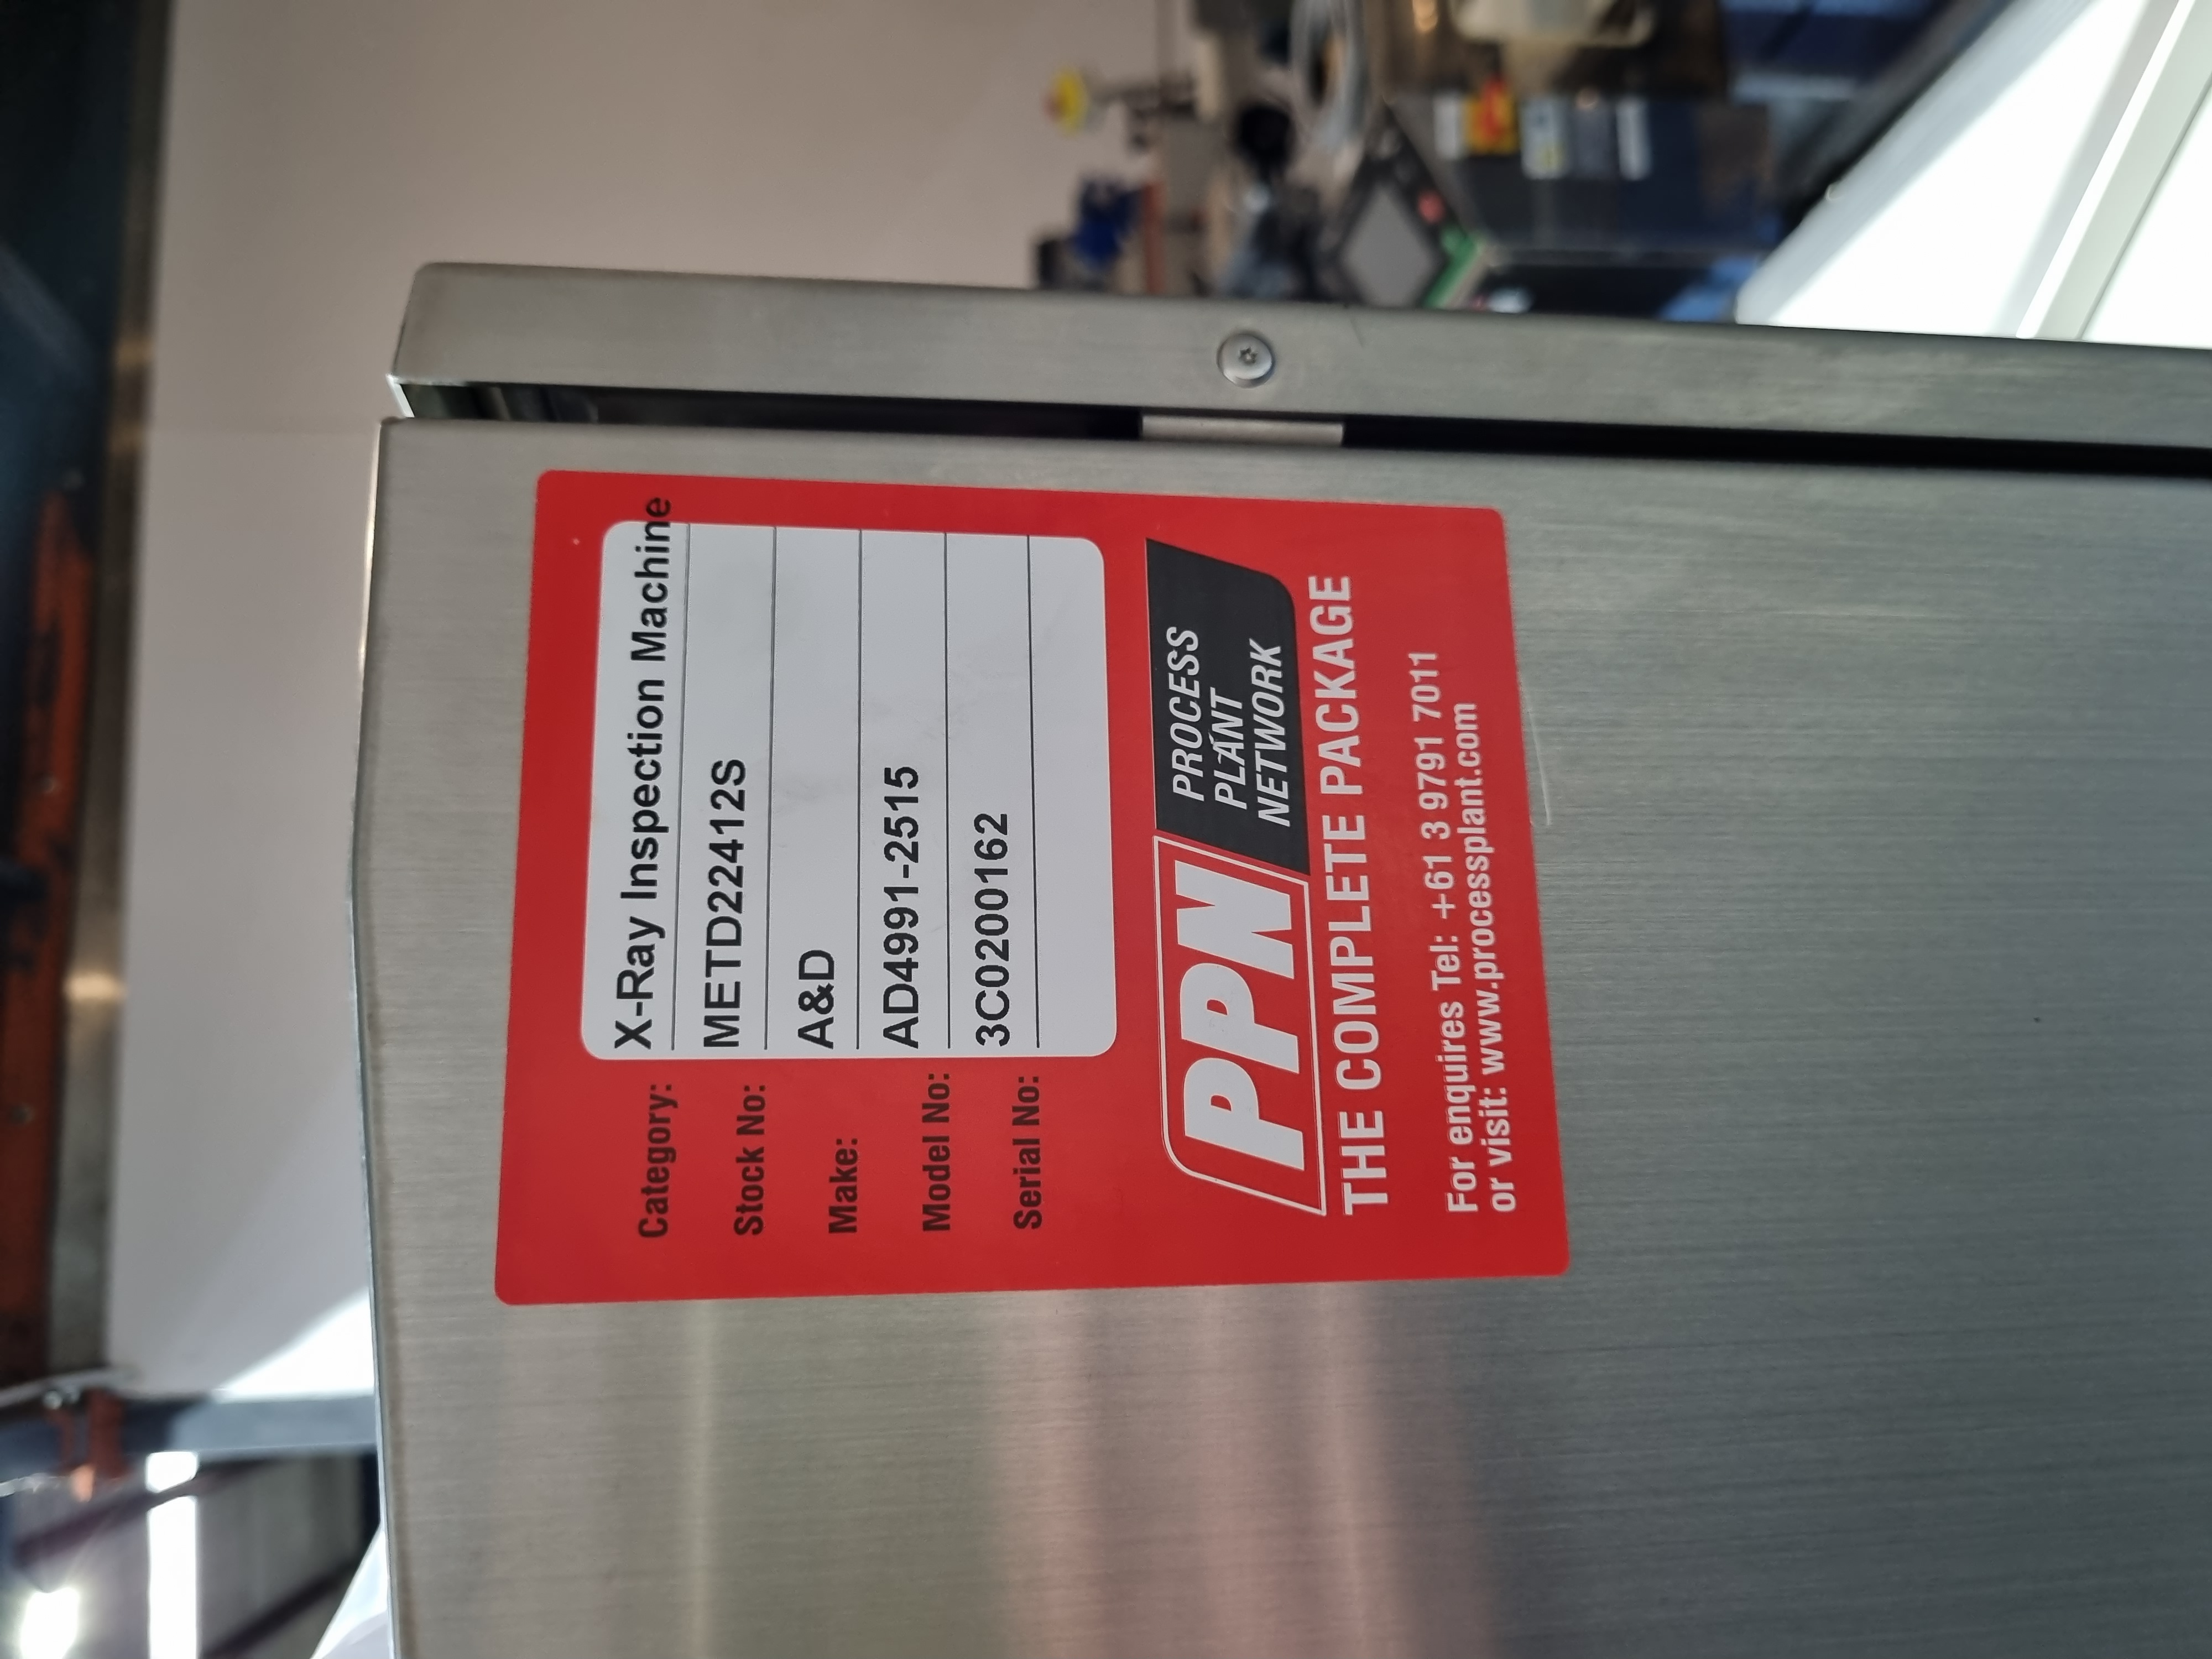 Category: X-Ray Inspection Machine
Stock No: METD22412S
Make: A&D
Model No: AD4991-2515
Serial No: 3C0200162
PPN PROCESS
PLANT
NETWORK
THE COMPLETE PACKAGE
For enquires Tel: +61 3 9791 7011
or visit: www.processplant.com